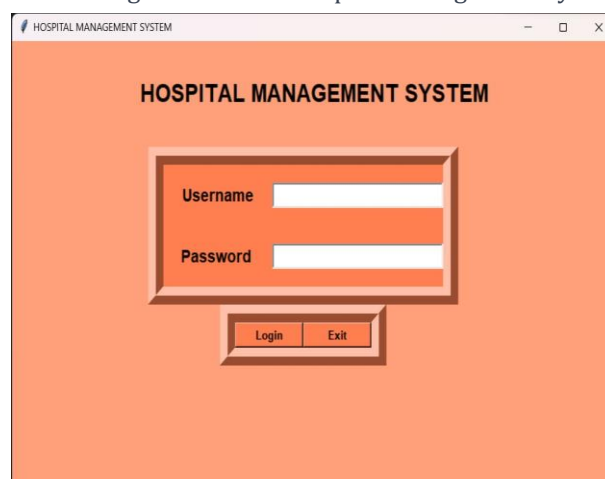 HOSPITAL MANAGEMENT SYSTEM
HOSPITAL MANAGEMENT SYSTEM
Username
Password
Login Exit